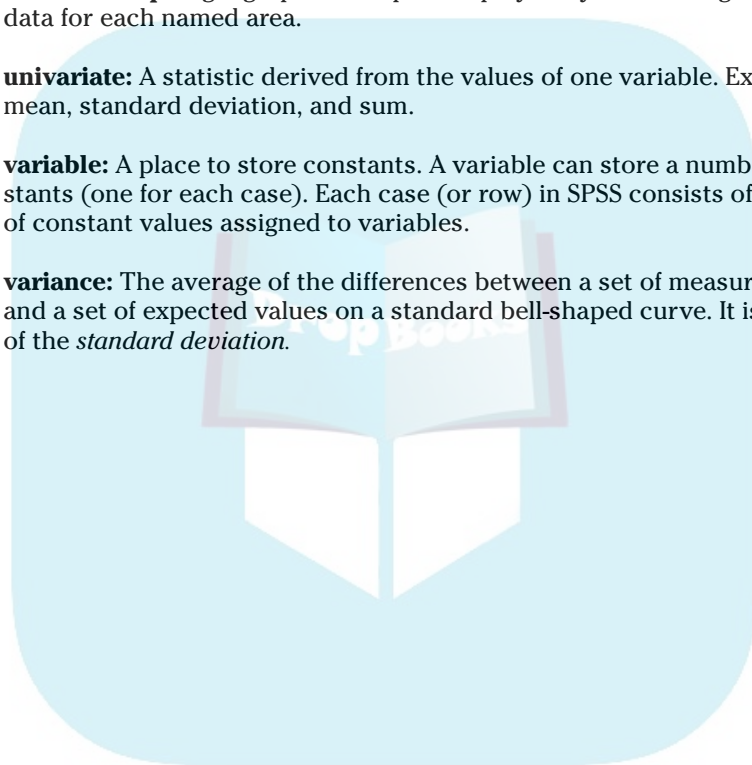 data for each named area.
univariate: A statistic derived from the values of one variable. Ex
mean, standard deviation, and sum.
variable: A place to store constants. A variable can store a numb
stants (one for each case). Each case (or row) in SPSS consists of
of constant values assigned to variables.
variance: The average of the differences between a set of measur
and a set of expected values on a standard bell-shaped curve. It is
of the standard deviation.
Drop Books